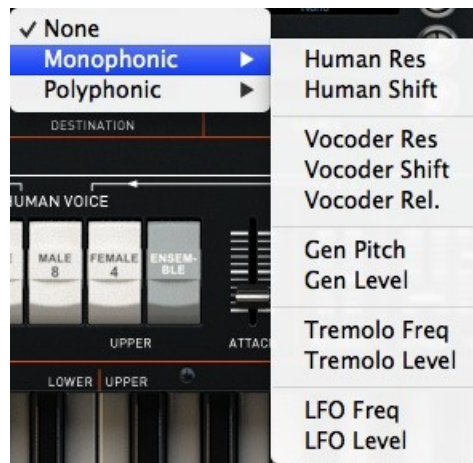 ✓ None
Monophonic ▶
Polyphonic ▶
Human Res
Human Shift
Vocoder Res
Vocoder Shift
Vocoder Rel.
Gen Pitch
Gen Level
Tremolo Freq
Tremolo Level
LFO Freq
LFO Level
DESTINATION
UMAN VOICE
MALE
8
FEMALE
4
ENSEM-
BLE
UPPER
ATTAC
LOWER UPPER